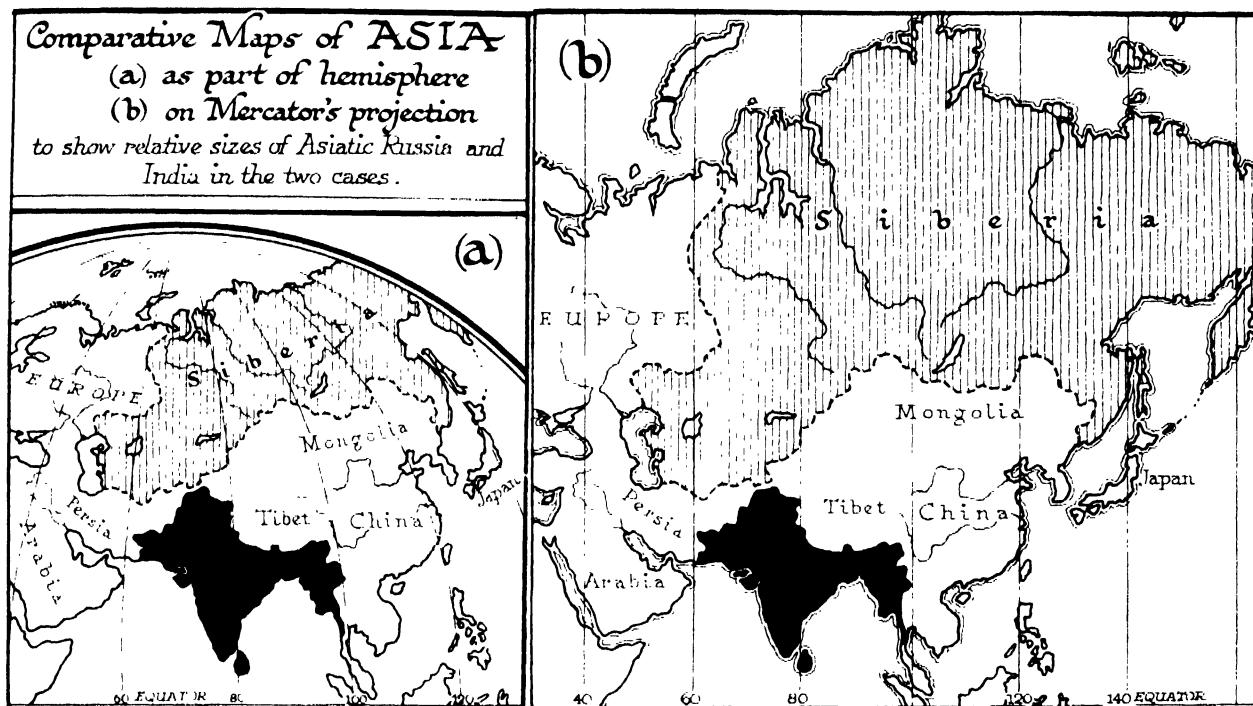 Comparative Maps of ASIA
(a) as part of hemisphere
(b) on Mercator's projection
to show relative sizes of Asiatic Russia and
India in the two cases.
(a)
Siberia
EUROPE
Mongolia
Persia
Tibet
China
Japan
Arabia
60 EQUATOR 80 100 120
(b)
Siberia
EUROPE
Mongolia
Japan
Persia
Tibet
China
Arabia
40 60 80 100 120 140 EQUATOR